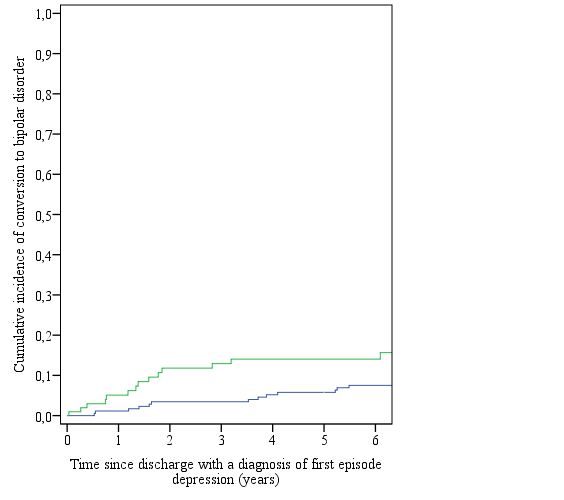 Cumulative incidence of conversion to bipolar disorder
1,0
0,9
0,8
0,7
0,6
0,5
0,4
0,3
0,2
0,1
0,0
0 1 2 3 4 5 6
Time since discharge with a diagnosis of first episode
depression (years)